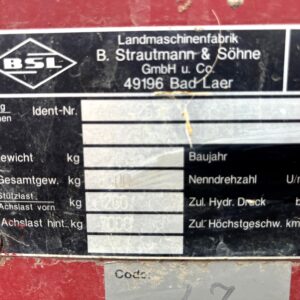 Landmaschinenfabrik
B. Strautmann & Söhne
GmbH u. Co.
49196 Bad Laer
BSL
Ident-Nr.
ewicht kg Baujahr
Gesamtgew. kg Nenndrehzahl U/
Stützlast
Achslast vorn kg Zul. Hydr. Druck b
Achslast hint. kg Zul. Höchstgeschw. km
Code: